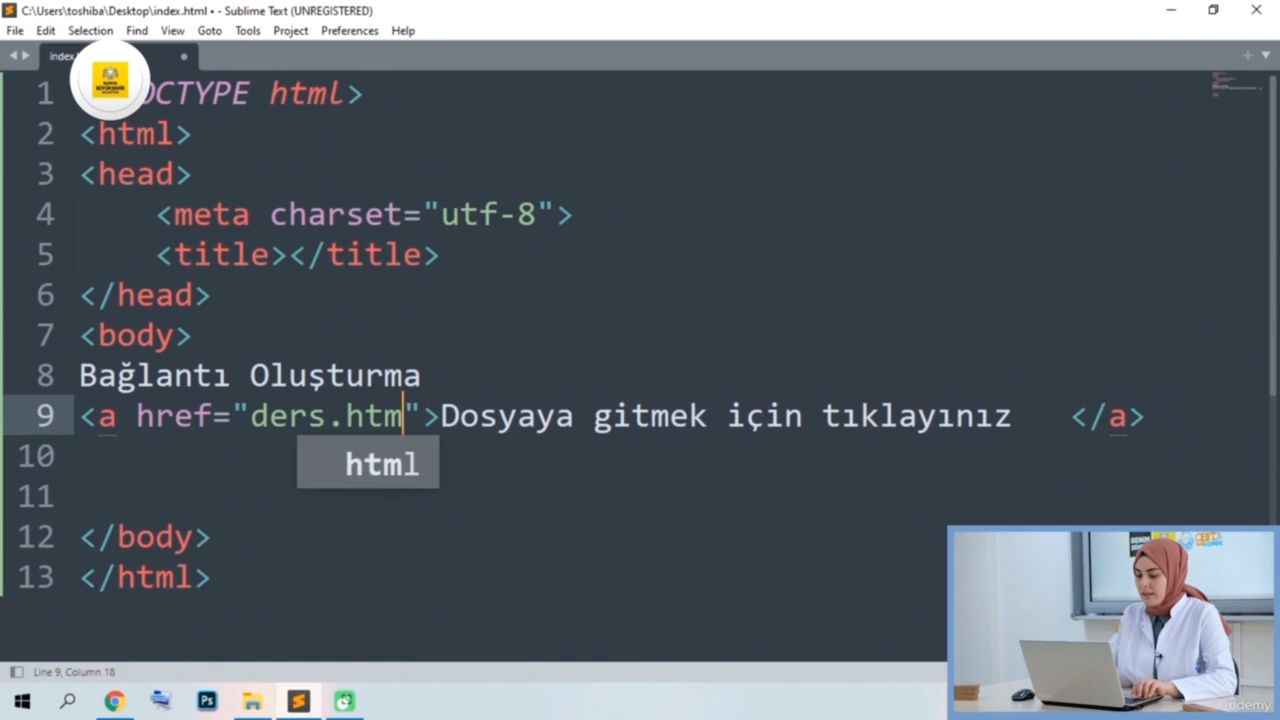 C:\Users\toshiba\Desktop\index.html • - Sublime Text (UNREGISTERED)
File Edit Selection Find View Goto Tools Project Preferences Help
index.
1 OCTYPE html>
2 <html>
3 <head>
4 <meta charset="utf-8">
5 <title></title>
6 </head>
7 <body>
8 Bağlantı Oluşturma
9 <a href="ders.htm">Dosyaya gitmek için tıklayınız </a>
html
10
11
12 </body>
13 </html>
Line 9, Column 18
Ps
udemy